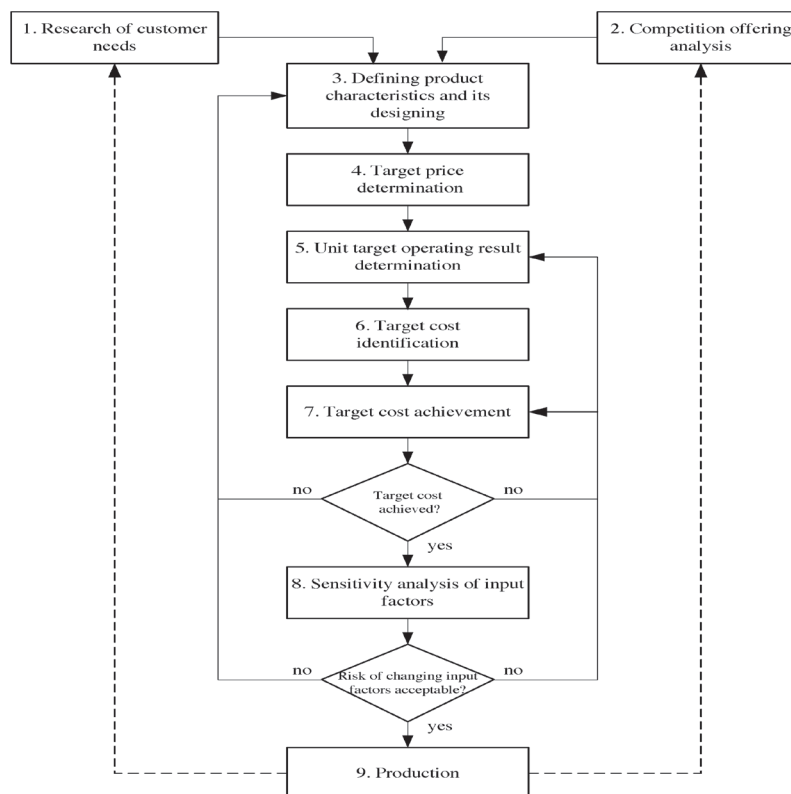 1. Research of customer
needs
2. Competition offering
analysis
3. Defining product
characteristics and its
designing
4. Target price
determination
5. Unit target operating result
determination
6. Target cost
identification
7. Target cost achievement
no
Target cost
achieved?
no
yes
8. Sensitivity analysis of input
factors
no
Risk of changing input
factors acceptable?
no
yes
9. Production